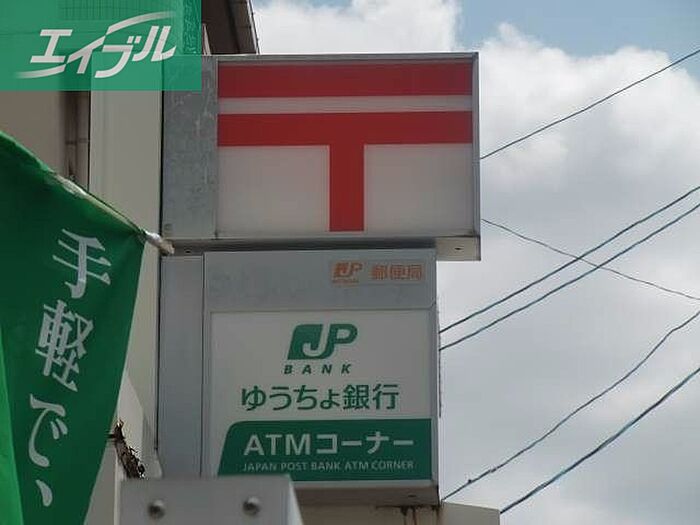 エイブル
〒
JP 郵便局
JP
BANK
ゆうちょ銀行
ATMコーナー
JAPAN POST BANK ATM CORNER
手軽で、